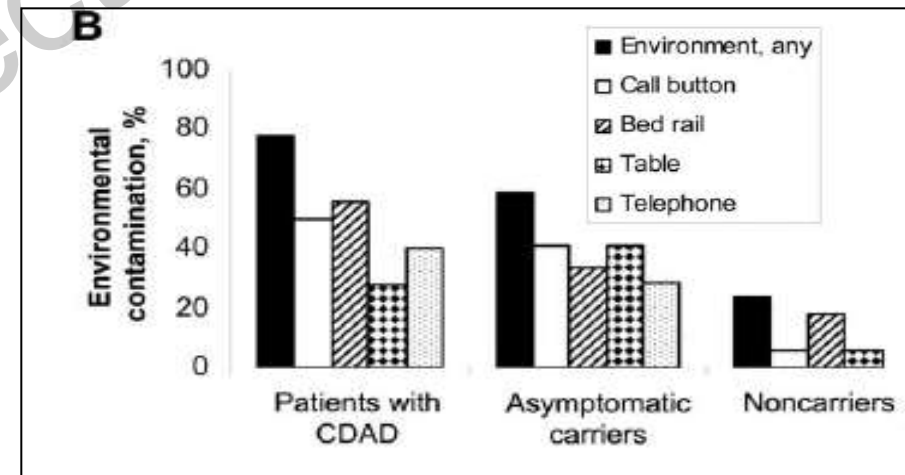 B
Environment, any
Call button
Bed rail
Table
Telephone
Environmental
contamination, %
100
80
60
40
20
0
Patients with
CDAD
Asymptomatic
carriers
Noncarriers